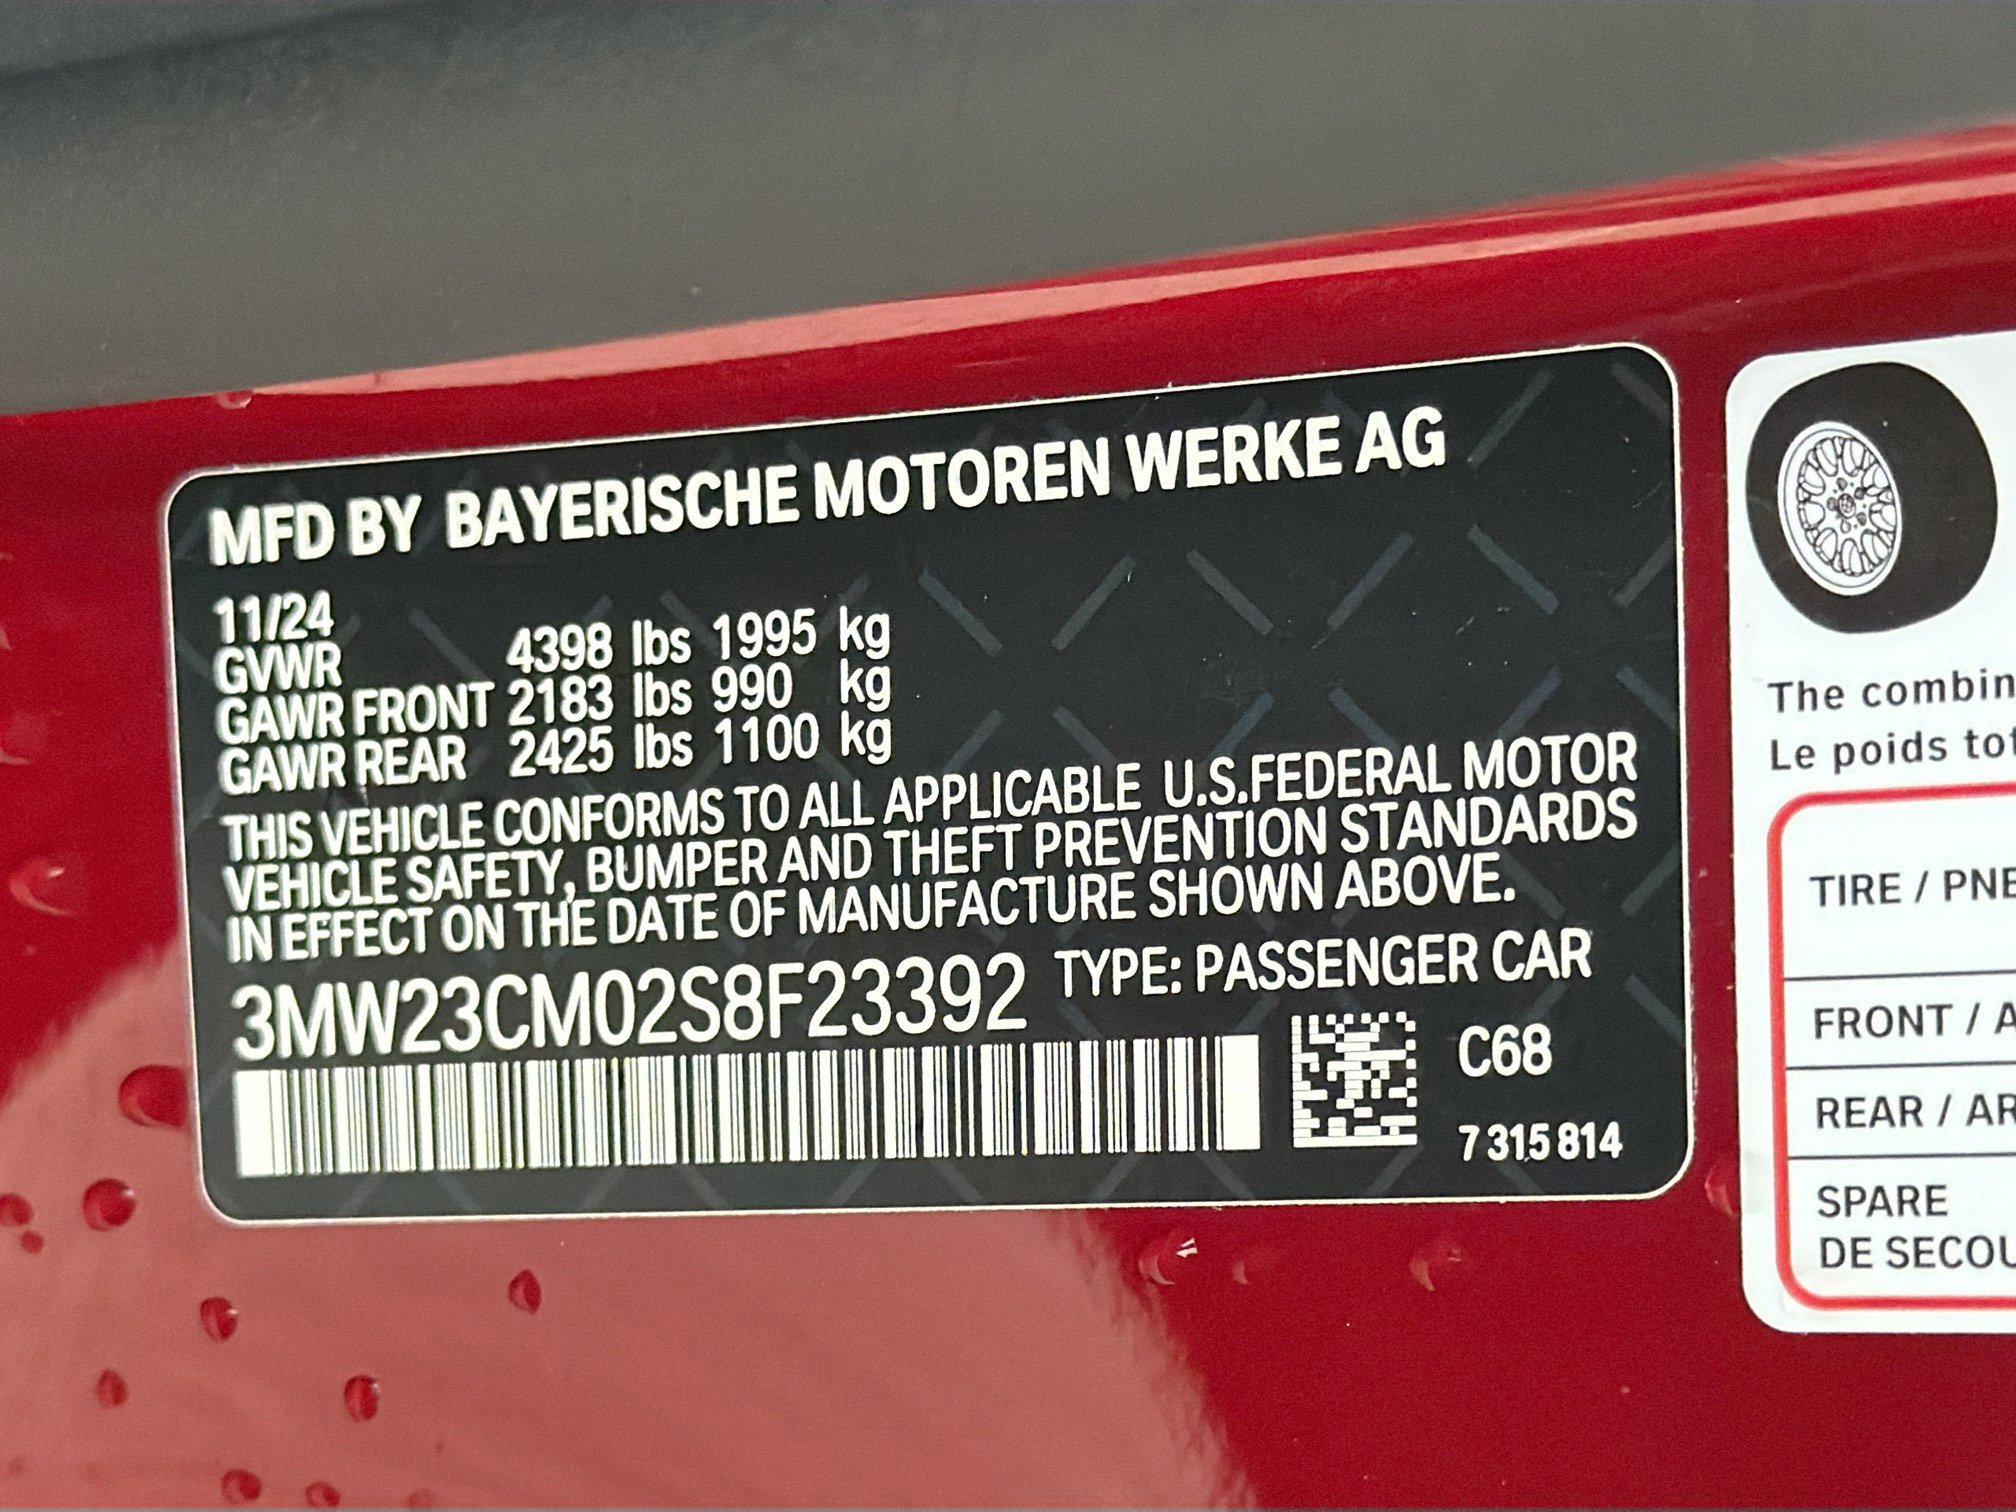 MFD BY BAYERISCHE MOTOREN WERKE AG
11/24
GVWR 4398 lbs 1995 kg
GAWR FRONT 2183 lbs 990 kg
GAWR REAR 2425 lbs 1100 kg
THIS VEHICLE CONFORMS TO ALL APPLICABLE U.S.FEDERAL MOTOR
VEHICLE SAFETY, BUMPER AND THEFT PREVENTION STANDARDS
IN EFFECT ON THE DATE OF MANUFACTURE SHOWN ABOVE.
3MW23CM02S8F23392 TYPE: PASSENGER CAR
C68
7 315 814
The combin
Le poids tot
TIRE / PNE
FRONT / A
REAR / AR
SPARE
DE SECOU